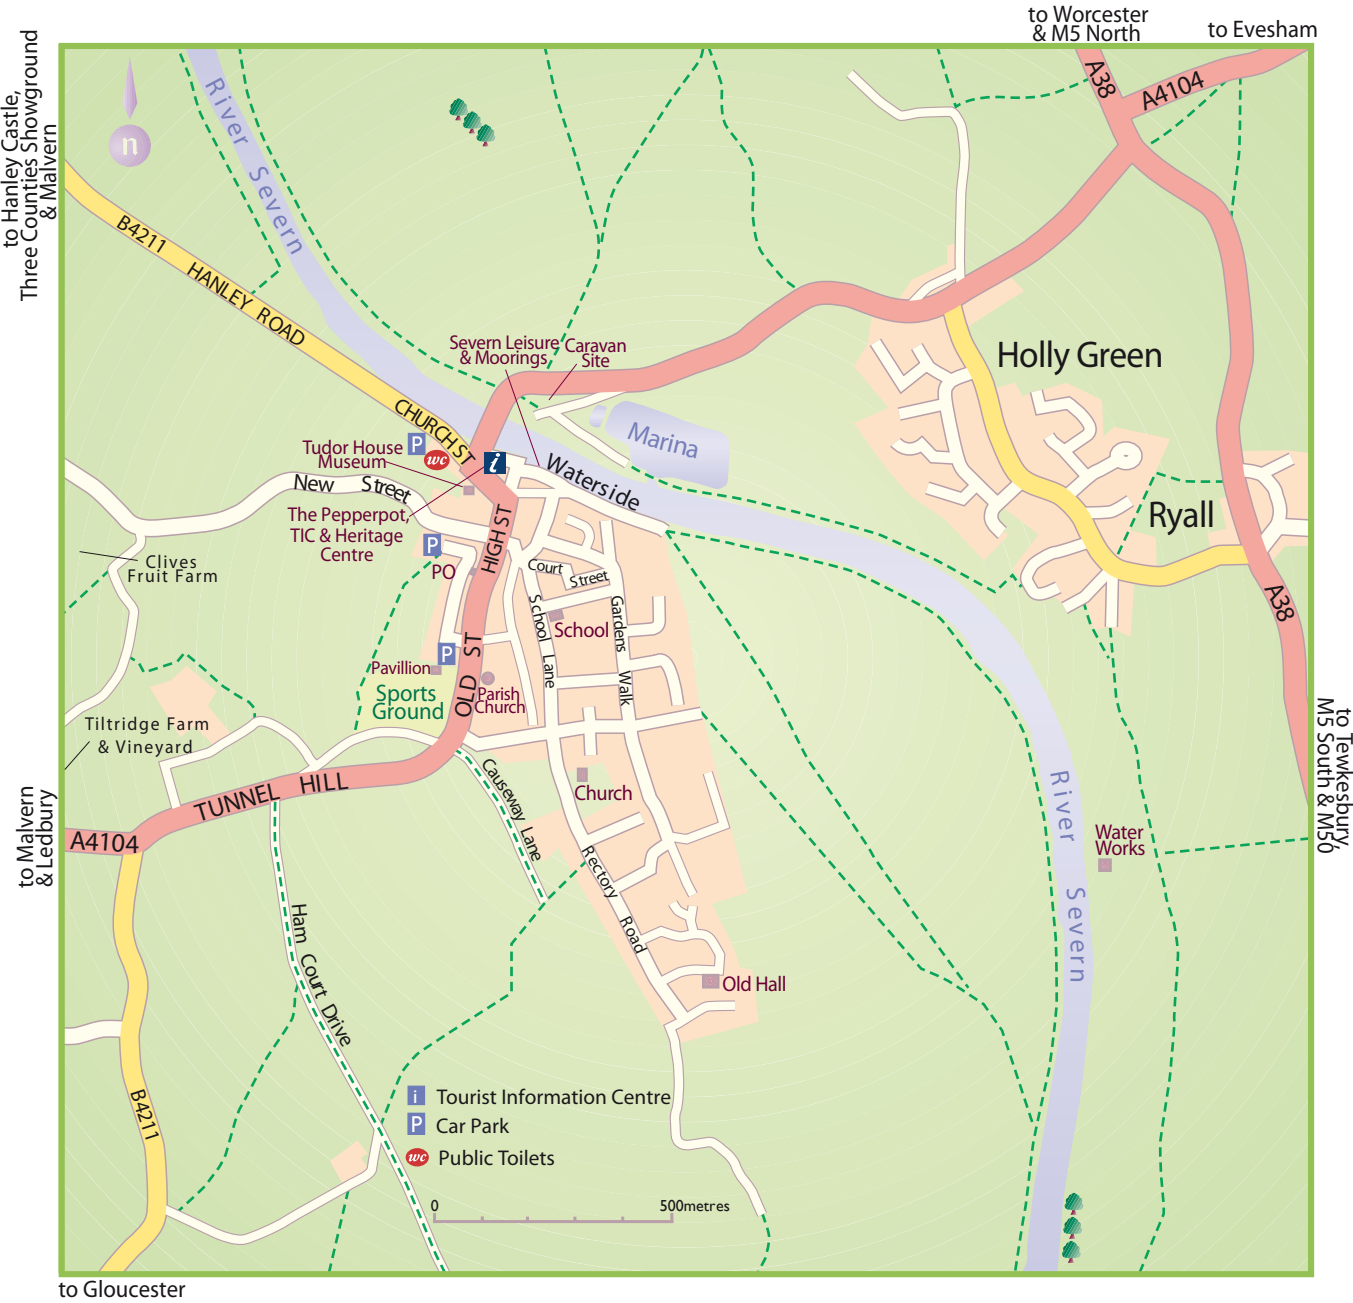 to Worcester
& M5 North
to Evesham
to Hanley Castle,
Three Counties Showground
& Malvern
n
River Severn
A38
A4104
B4211
HANLEY ROAD
CHURCH ST
Severn Leisure
& Moorings
Caravan
Site
Holly Green
Marina
P
wc
i
Tudor House
Museum
Waterside
New Street
The Pepperpot,
TIC & Heritage
Centre
HIGH ST
Ryall
P
PO
Clives
Fruit Farm
Court Street
School Lane
Gardens Walk
School
A38
P
Pavillion
OLD ST
Parish
Church
Sports
Ground
Tiltridge Farm
& Vineyard
to Tewkesbury,
M5 South & M50
TUNNEL HILL
Causeway Lane
Church
River Severn
Water
Works
to Malvern
& Ledbury
A4104
Rectory Road
Ham Court Drive
Old Hall
B4211
i Tourist Information Centre
P Car Park
wc Public Toilets
0 500metres
to Gloucester